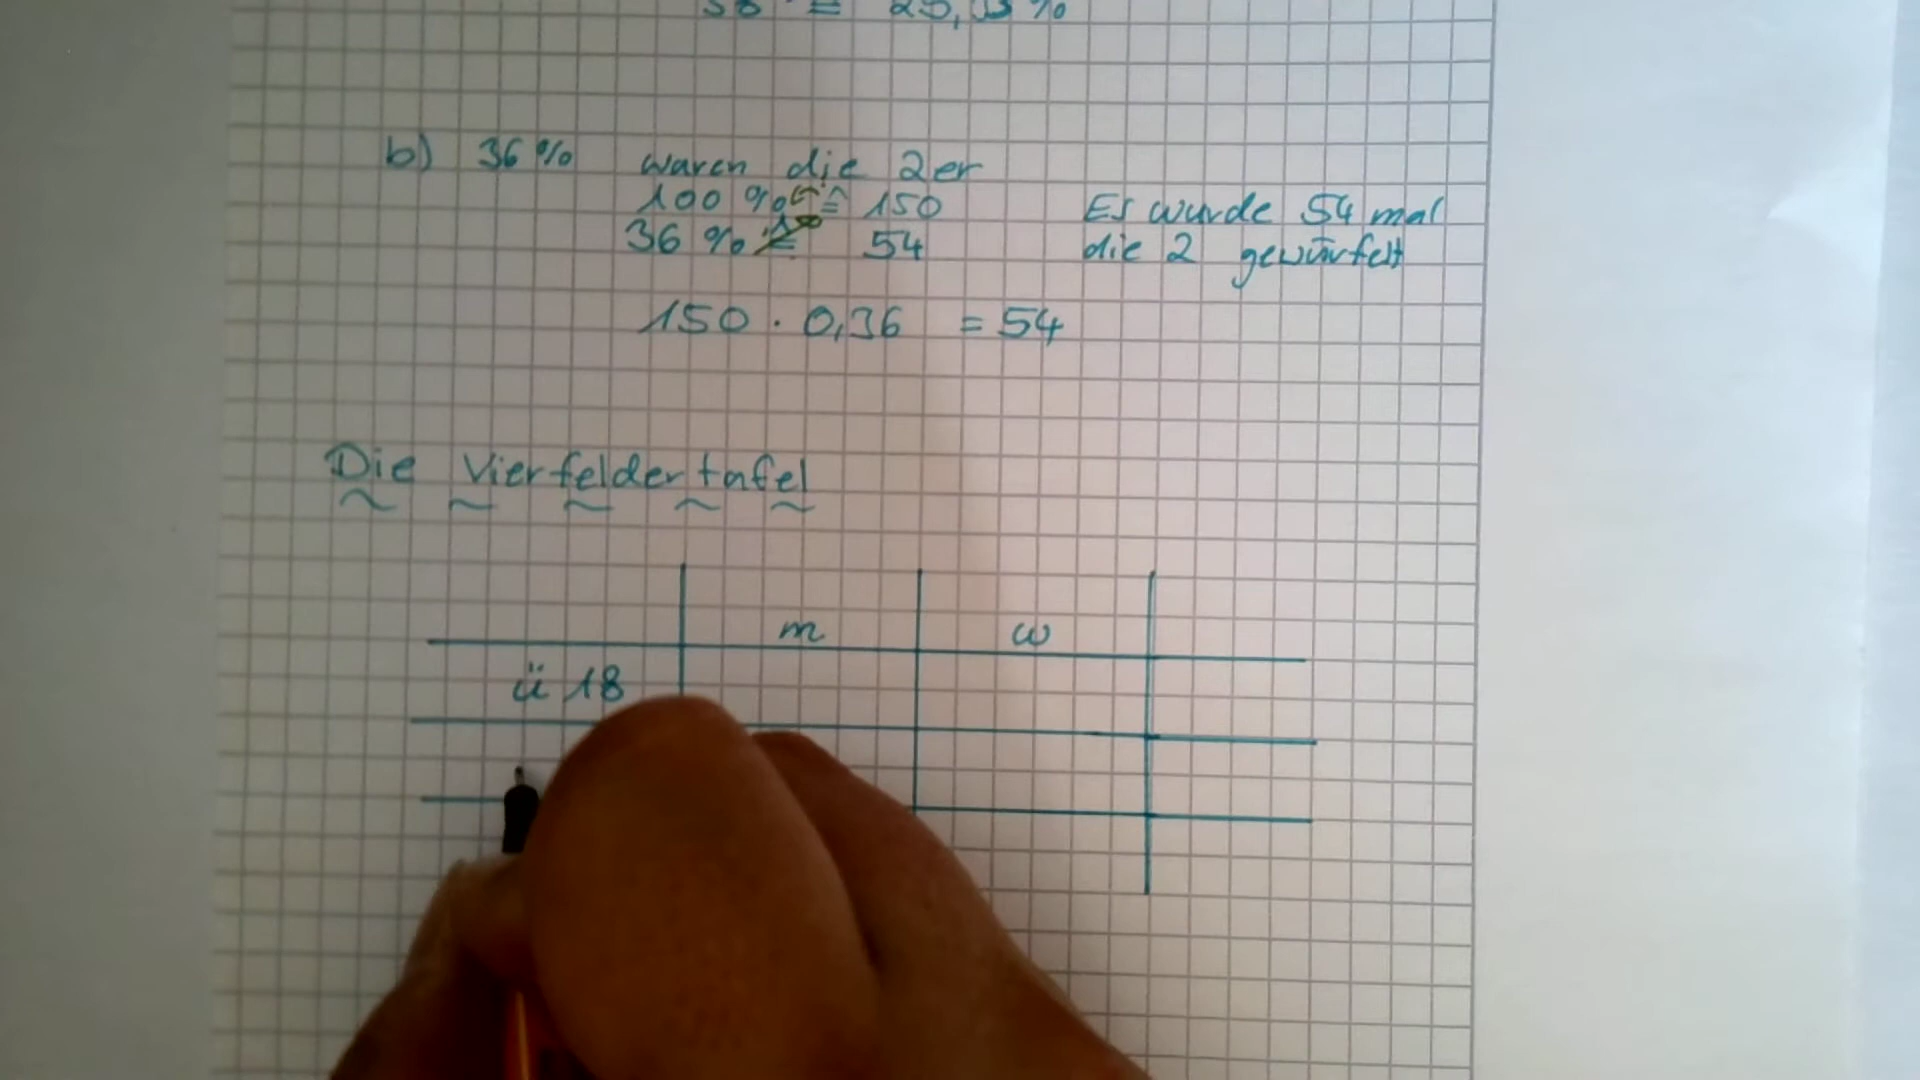 b) 36% waren die 2er
100 % ≙ 150
36 % ≙ 54
Es wurde 54 mal
die 2 gewürfelt
150 · 0,36 = 54
Die Vierfeldertafel
m w
ü 18